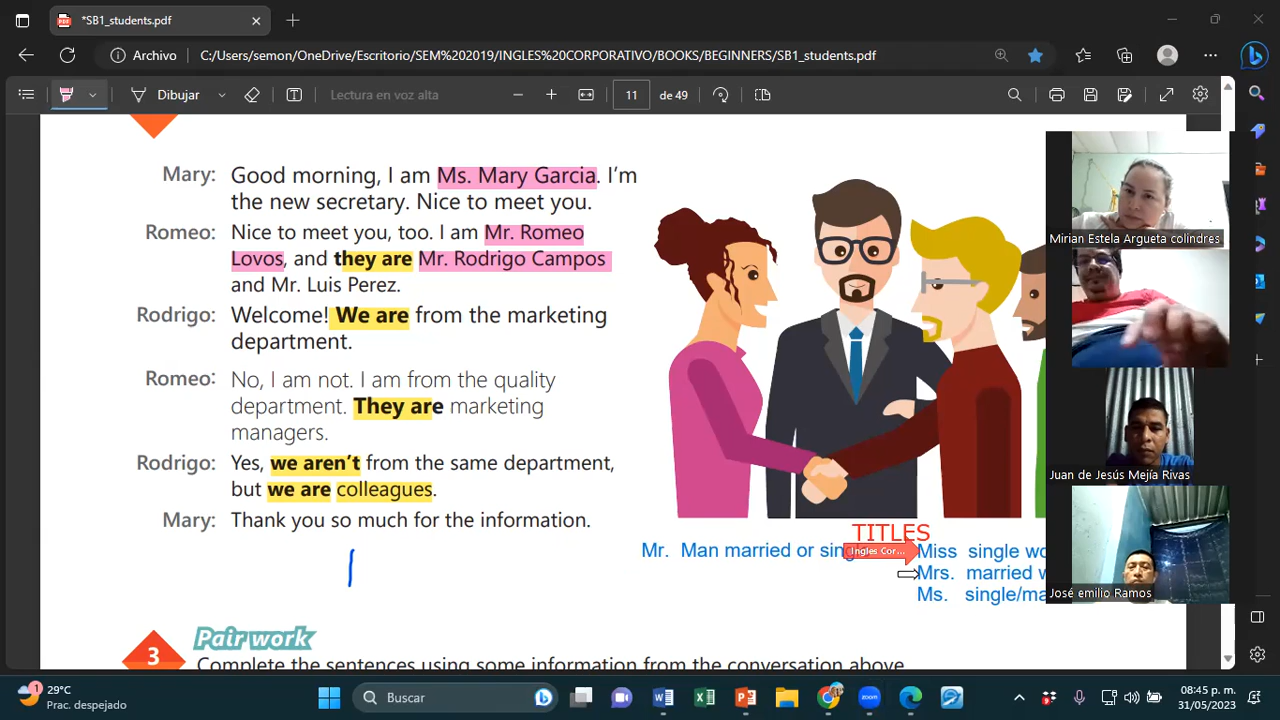 *SB1_students.pdf
Archivo
C:/Users/semon/OneDrive/Escritorio/SEM%202019/INGLES%20CORPORATIVO/BOOKS/BEGINNERS/SB1_students.pdf
Dibujar
Lectura en voz alta
11 de 49
Mary: Good morning, I am Ms. Mary Garcia. I'm
the new secretary. Nice to meet you.
Romeo: Nice to meet you, too. I am Mr. Romeo
Lovos, and they are Mr. Rodrigo Campos
and Mr. Luis Perez.
Rodrigo: Welcome! We are from the marketing
department.
Romeo: No, I am not. I am from the quality
department. They are marketing
managers.
Rodrigo: Yes, we aren't from the same department,
but we are colleagues.
Mary: Thank you so much for the information.
TITLES
Mr. Man married or
Ingles Cor...
Miss single
Mrs. married
Ms.
3
Pair work
Complete the sentences using some information from the conversation above
Mirian Estela Argueta colindres
Juan de Jesús Mejía Rivas
José emilio Ramos
1
29°C
Prac. despejado
Buscar
zoom
08:45 p. m.
31/05/2023